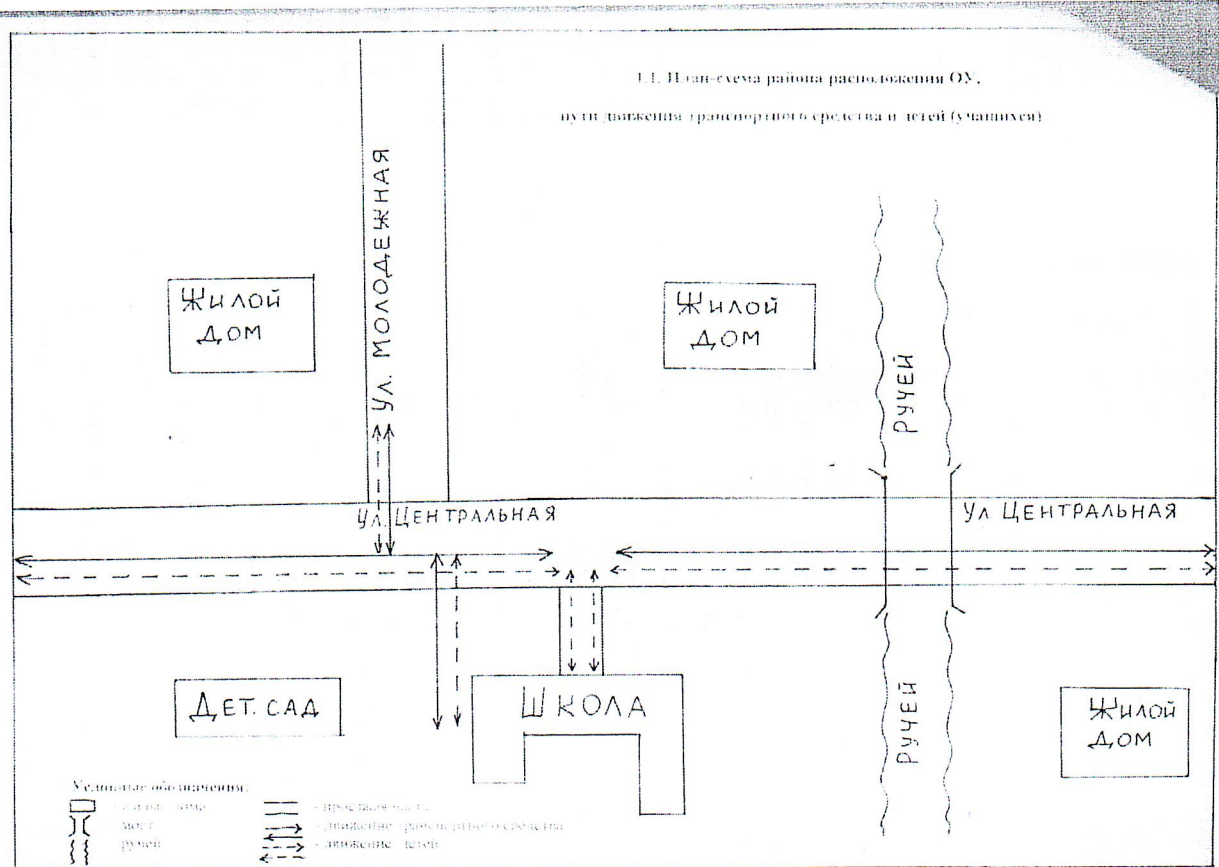 1.1. План-схема района расположения ОУ,
пути движения транспортного средства и детей (учащихся)
Ул. МОЛОДЕЖНАЯ
Жилой
дом
Жилой
дом
РУЧЕЙ
Ул. ЦЕНТРАЛЬНАЯ
Ул ЦЕНТРАЛЬНАЯ
ДЕТ. САД
ШКОЛА
РУЧЕЙ
Жилой
дом
Условные обозначения:
- жилые дома
- проезжая часть
мост
- движение транспортного средства
ручей
- движение детей